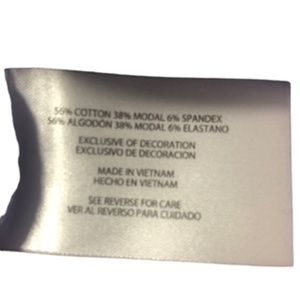 56% COTTON 38% MODAL 6% SPANDEX
56% ALGODÓN 38% MODAL 6% ELASTANO
EXCLUSIVE OF DECORATION
EXCLUSIVO DE DECORACION
MADE IN VIETNAM
HECHO EN VIETNAM
SEE REVERSE FOR CARE
VER AL REVERSO PARA CUIDADO